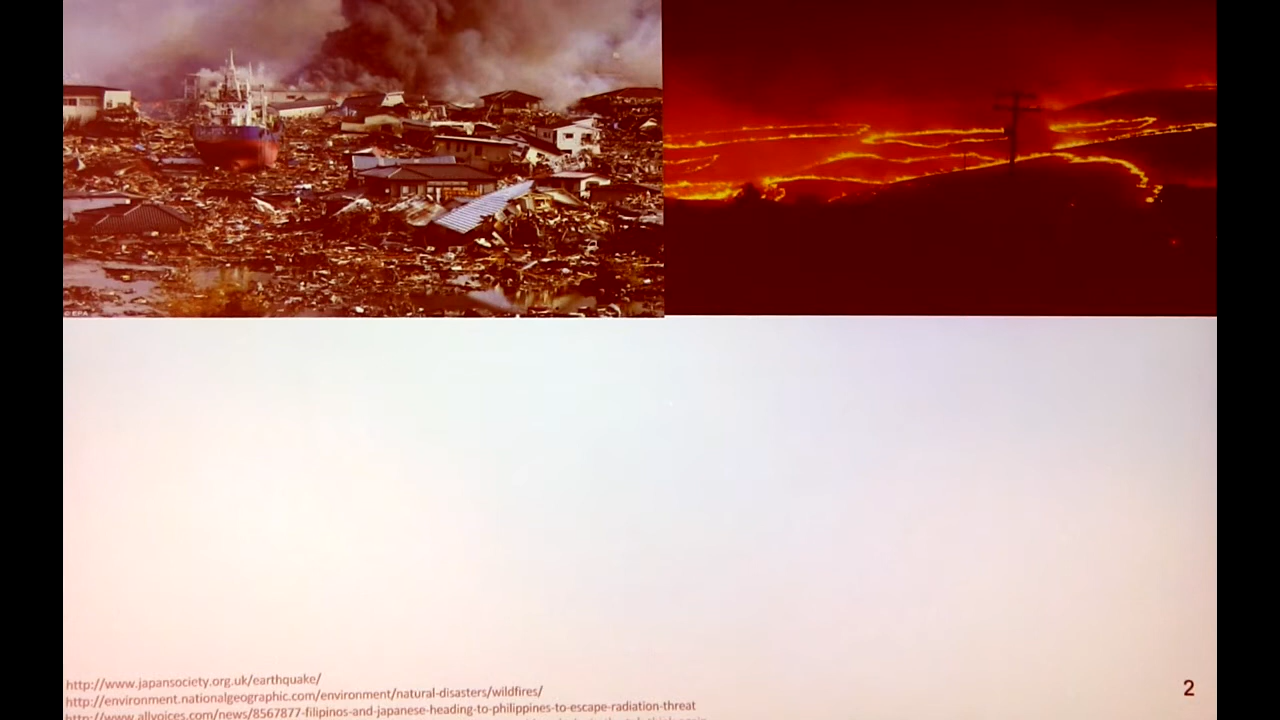 © EPA
http://www.japansociety.org.uk/earthquake/
http://environment.nationalgeographic.com/environment/natural-disasters/wildfires/
2
http://www.allvoices.com/news/8567877-filipinos-and-japanese-heading-to-philippines-to-escape-radiation-threat